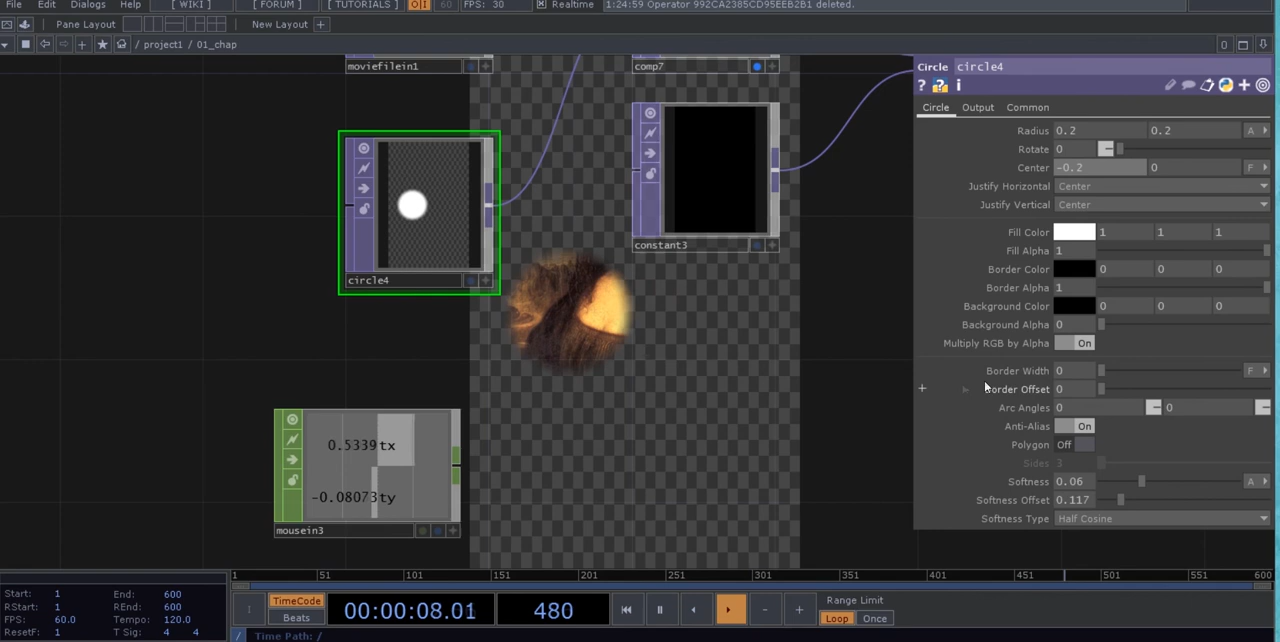 File Edit Dialogs Help [ WIKI ] [ FORUM ] [ TUTORIALS ] O|I 60 FPS: 30 Realtime 1:24:59 Operator 992CA2385CD95EEB2B1 deleted.
Pane Layout New Layout +
/ project1 / 01_chap
moviefilein1
comp7
circle4
constant3
0.5339 tx
-0.08073 ty
mousein3
Circle circle4
? ? i
Circle Output Common
Radius 0.2 0.2 A
Rotate 0
Center -0.2 0 F
Justify Horizontal Center
Justify Vertical Center
Fill Color 1 1 1
Fill Alpha 1
Border Color 0 0 0
Border Alpha 1
Background Color 0 0 0
Background Alpha 0
Multiply RGB by Alpha On
Border Width 0 F
Border Offset 0
Arc Angles 0 0
Anti-Alias On
Polygon Off
Sides 3
Softness 0.06 A
Softness Offset 0.117
Softness Type Half Cosine
1 51 101 151 201 251 301 351 401 451 501 551 600
Start: 1 End: 600
RStart: 1 REnd: 600
FPS: 60.0 Tempo: 120.0
ResetF: 1 T Sig: 4 4
TimeCode
Beats
00:00:08.01
480
Range Limit
Loop Once
/ Time Path: /